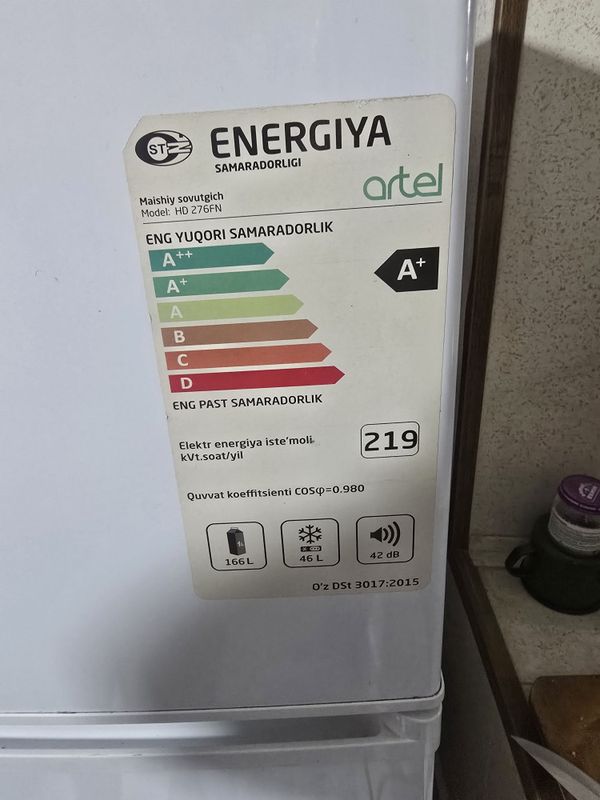 ENERGIYA
SAMARADORLIGI
artel
Maishiy sovutgich
Model: HD 276FN
ENG YUQORI SAMARADORLIK
A++
A+
A+
A
B
C
D
ENG PAST SAMARADORLIK
Elektr energiya iste'moli
kVt.soat/yil
219
Quvvat koeffitsienti COSφ=0.980
166 L
46 L
42 dB
O'z DSt 3017:2015